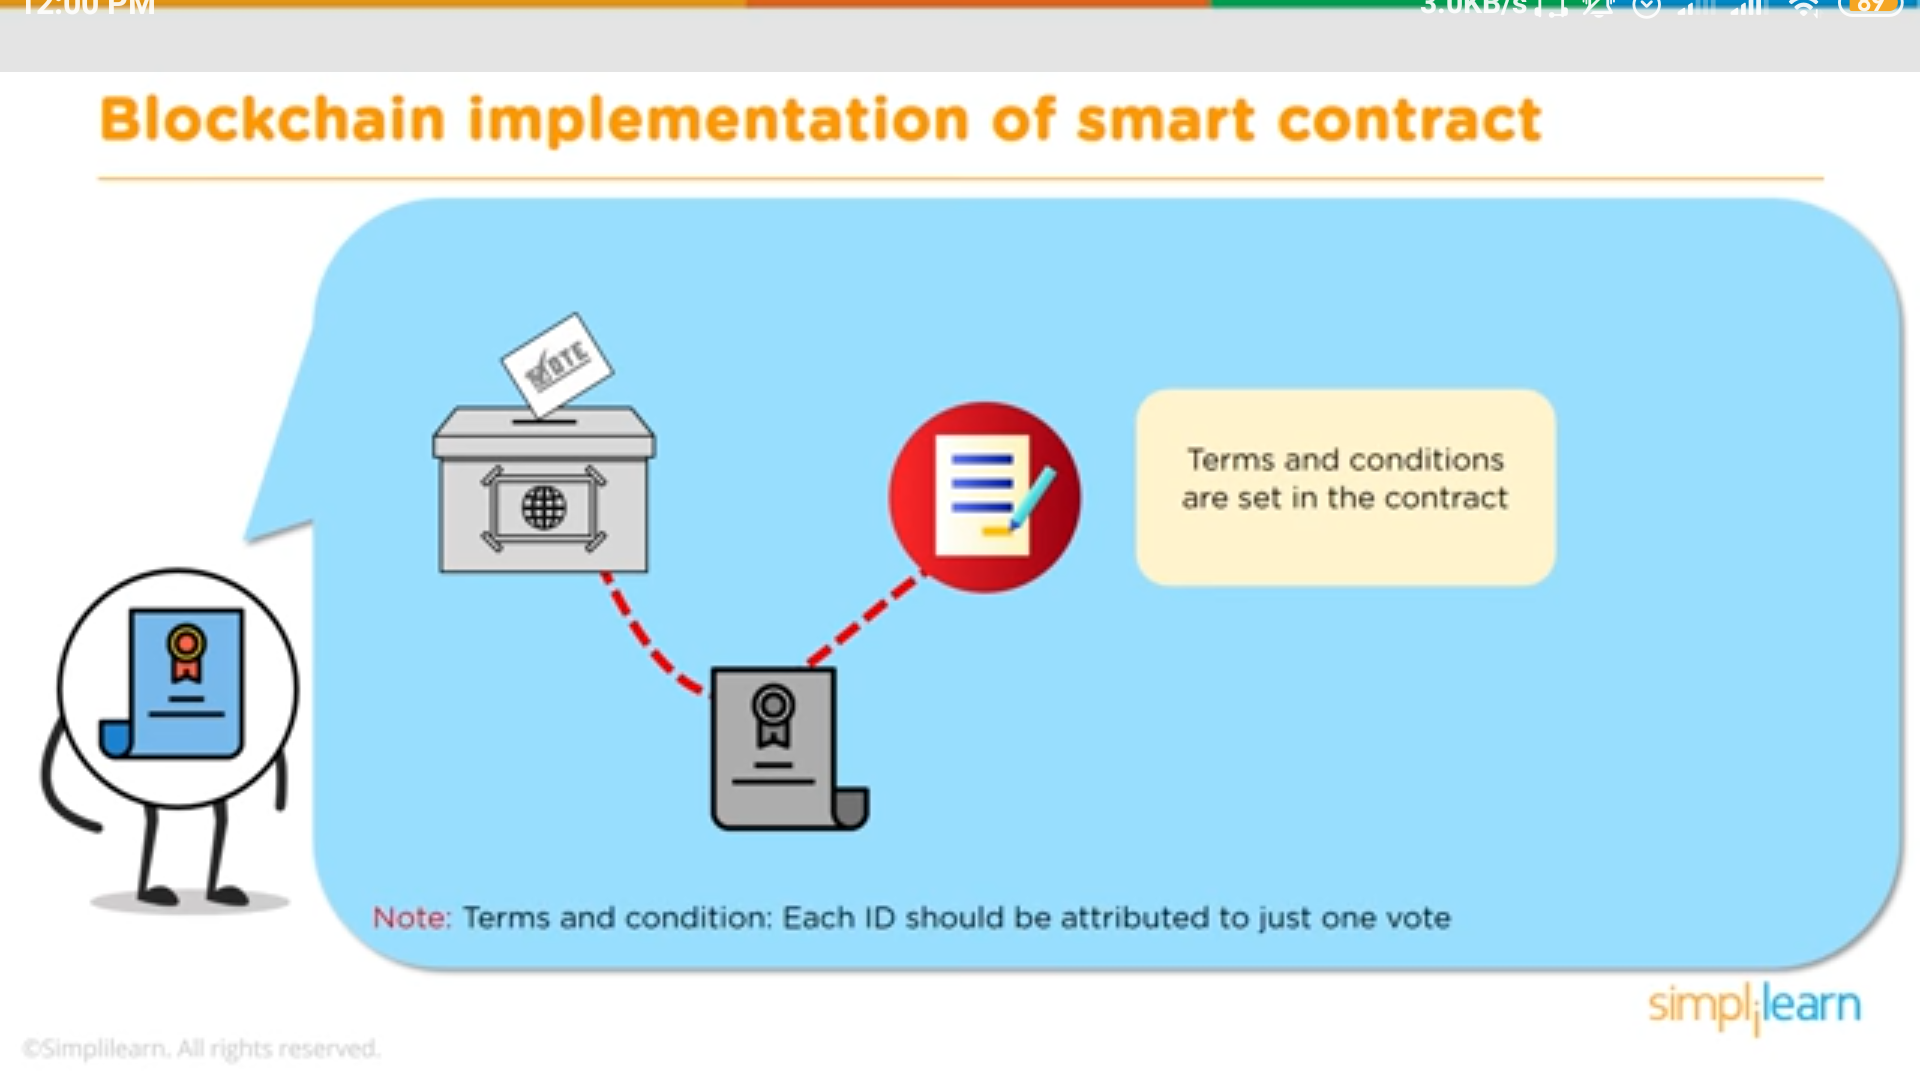 12:00 PM
3.0KB/s
89
Blockchain implementation of smart contract
VOTE
Terms and conditions
are set in the contract
Note: Terms and condition: Each ID should be attributed to just one vote
simplilearn
©Simplilearn. All rights reserved.